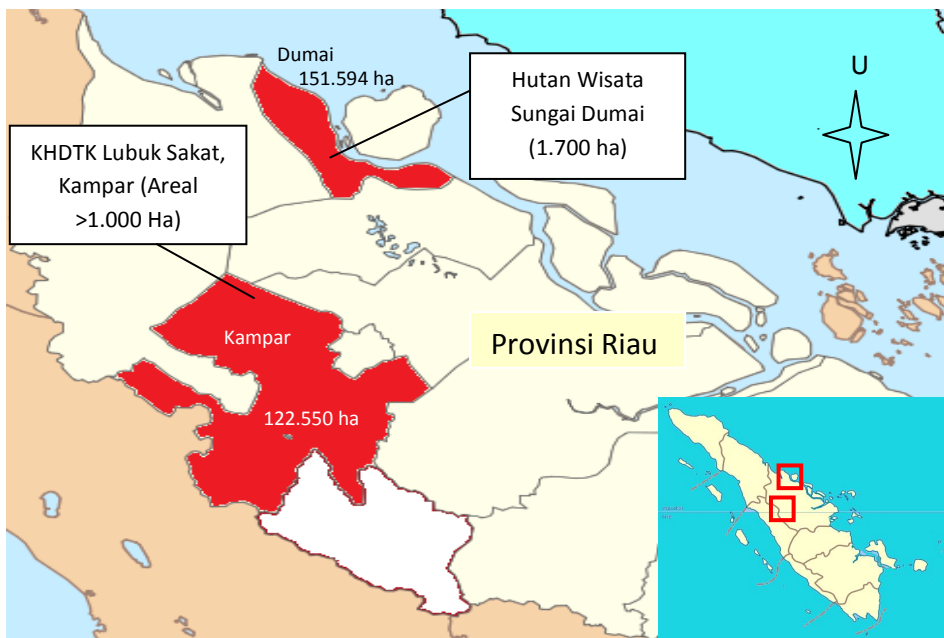 Dumai
151.594 ha
Hutan Wisata
Sungai Dumai
(1.700 ha)
U
KHDTK Lubuk Sakat,
Kampar (Areal
>1.000 Ha)
Kampar
Provinsi Riau
122.550 ha